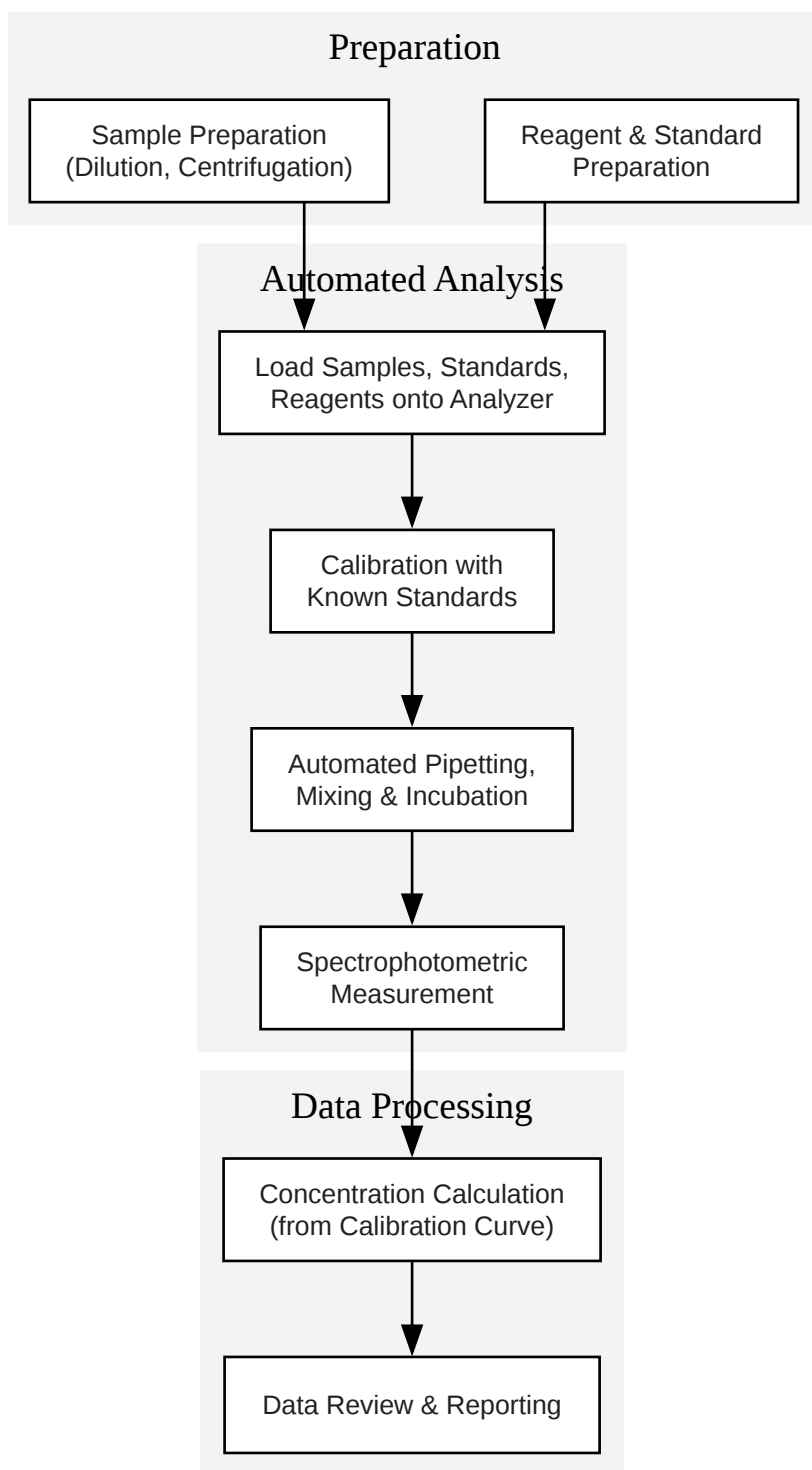 Preparation
Sample Preparation
(Dilution, Centrifugation)
Reagent & Standard
Preparation
Automated Analysis
Load Samples, Standards,
Reagents onto Analyzer
Calibration with
Known Standards
Automated Pipetting,
Mixing & Incubation
Spectrophotometric
Measurement
Data Processing
Concentration Calculation
(from Calibration Curve)
Data Review & Reporting